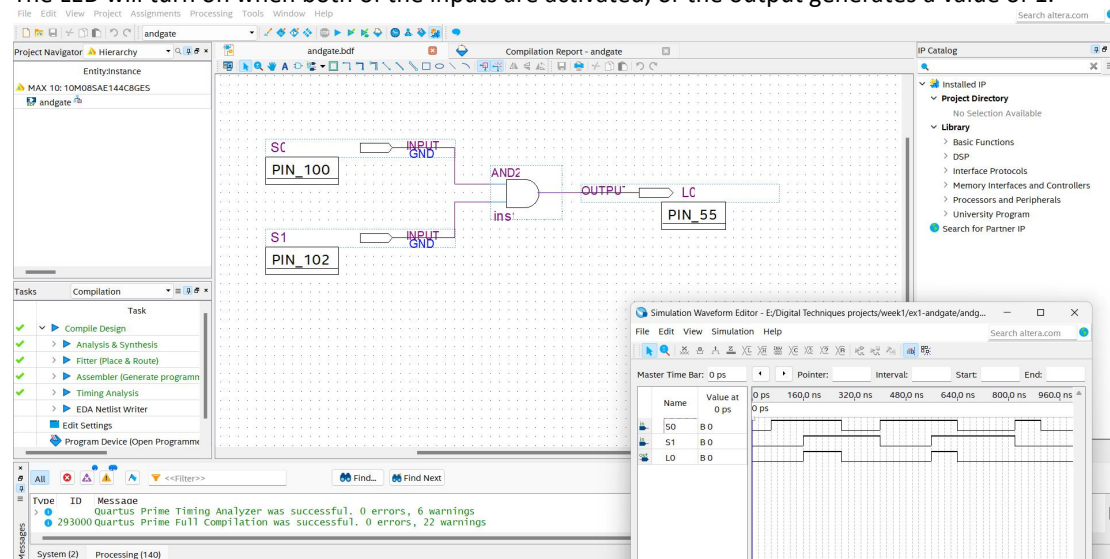 The LED will turn on when both of the inputs are activated, or the output generates a value of 1.
File Edit View Project Assignments Processing Tools Window Help
Search altera.com
andgate
Project Navigator Hierarchy
andgate.bdf
Compilation Report - andgate
IP Catalog
Entity:Instance
MAX 10: 10M08SAE144C8GES
andgate
Installed IP
Project Directory
No Selection Available
Library
Basic Functions
DSP
Interface Protocols
Memory Interfaces and Controllers
Processors and Peripherals
University Program
Search for Partner IP
S0
INPUT
GND
PIN_100
AND2
OUTPUT
L0
inst
PIN_55
S1
INPUT
GND
PIN_102
Tasks Compilation
Task
Compile Design
Analysis & Synthesis
Fitter (Place & Route)
Assembler (Generate programm
Timing Analysis
EDA Netlist Writer
Edit Settings
Program Device (Open Programme
Simulation Waveform Editor - E:/Digital Techniques projects/week1/ex1-andgate/andg...
File Edit View Simulation Help
Search altera.com
Master Time Bar: 0 ps
Pointer:
Interval:
Start:
End:
Name
Value at
0 ps
0 ps 160,0 ns 320,0 ns 480,0 ns 640,0 ns 800,0 ns 960,0 ns
0 ps
S0 B 0
S1 B 0
L0 B 0
All
<<Filter>>
Find...
Find Next
Type ID Message
Quartus Prime Timing Analyzer was successful. 0 errors, 6 warnings
293000 Quartus Prime Full Compilation was successful. 0 errors, 22 warnings
Messages
System (2) Processing (140)